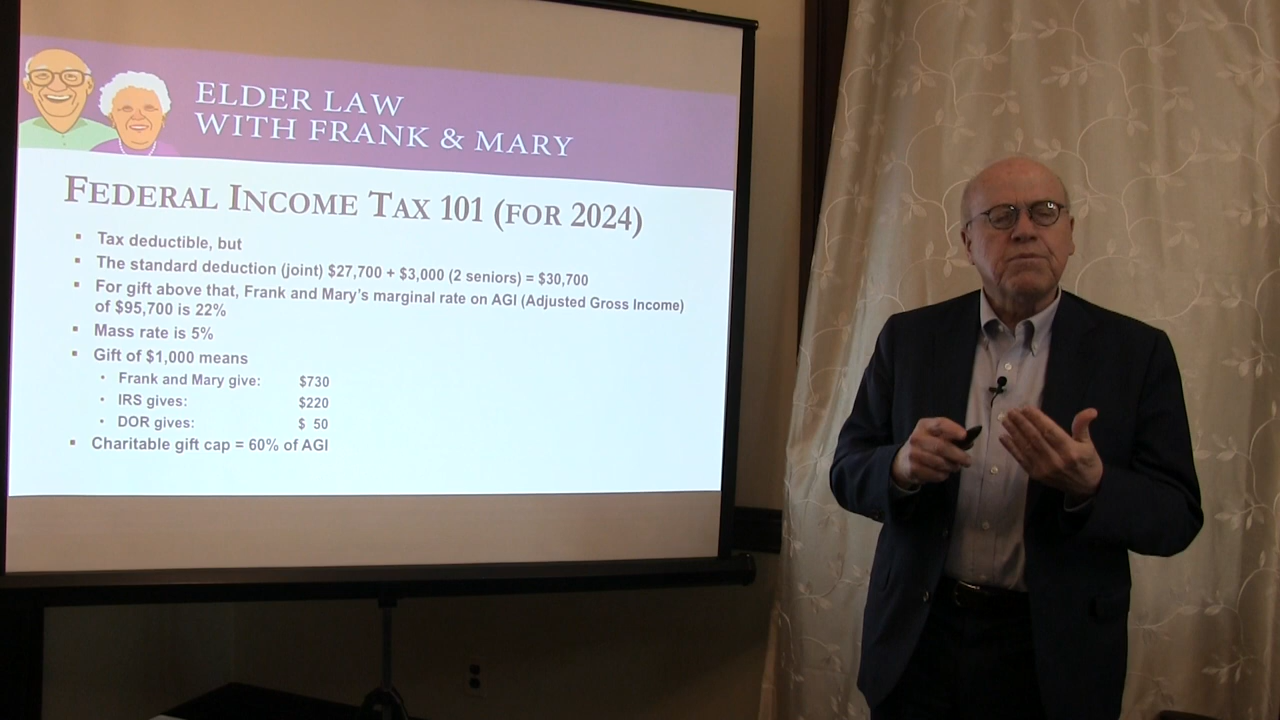 ELDER LAW
WITH FRANK & MARY
FEDERAL INCOME TAX 101 (FOR 2024)
▪ Tax deductible, but
▪ The standard deduction (joint) $27,700 + $3,000 (2 seniors) = $30,700
▪ For gift above that, Frank and Mary's marginal rate on AGI (Adjusted Gross Income)
of $95,700 is 22%
▪ Mass rate is 5%
▪ Gift of $1,000 means
• Frank and Mary give: $730
• IRS gives: $220
• DOR gives: $ 50
▪ Charitable gift cap = 60% of AGI